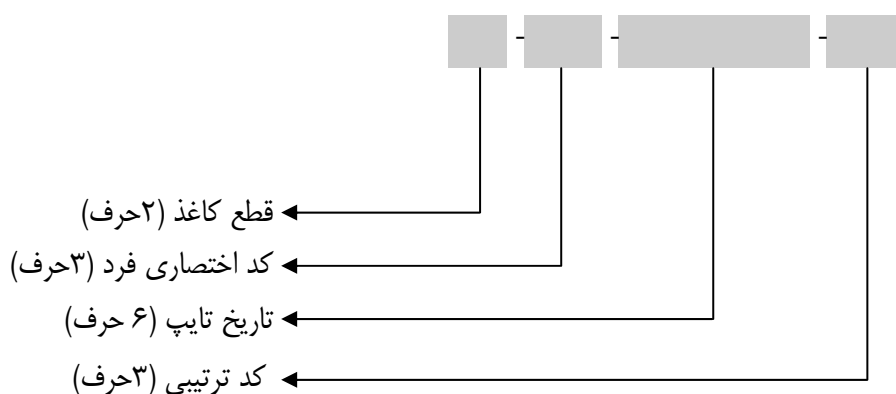 - - -
قطع کاغذ (۲حرف)
کد اختصاری فرد (۳حرف)
تاریخ تایپ (۶ حرف)
کد ترتیبی (۳حرف)